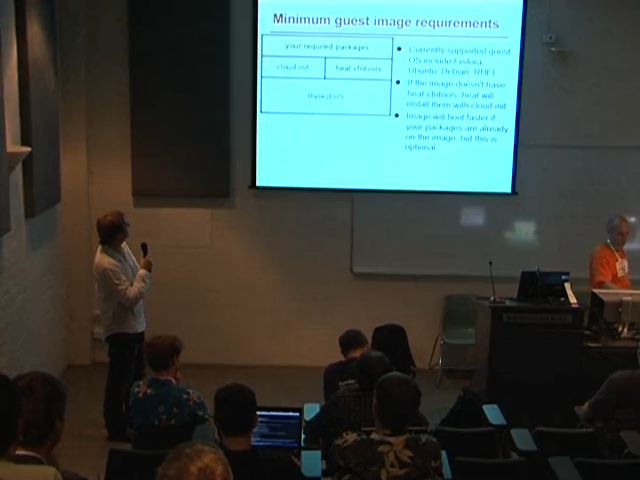 Minimum guest image requirements
your required packages
cloud-init
heat-cfntools
Base JEOS
Currently supported guest
OS include Fedora,
Ubuntu, Debian, RHEL
If the image doesn't have
heat-cfntools, heat will
install them with cloud-init
Image will boot faster if
your packages are already
on the image, but this is
optional